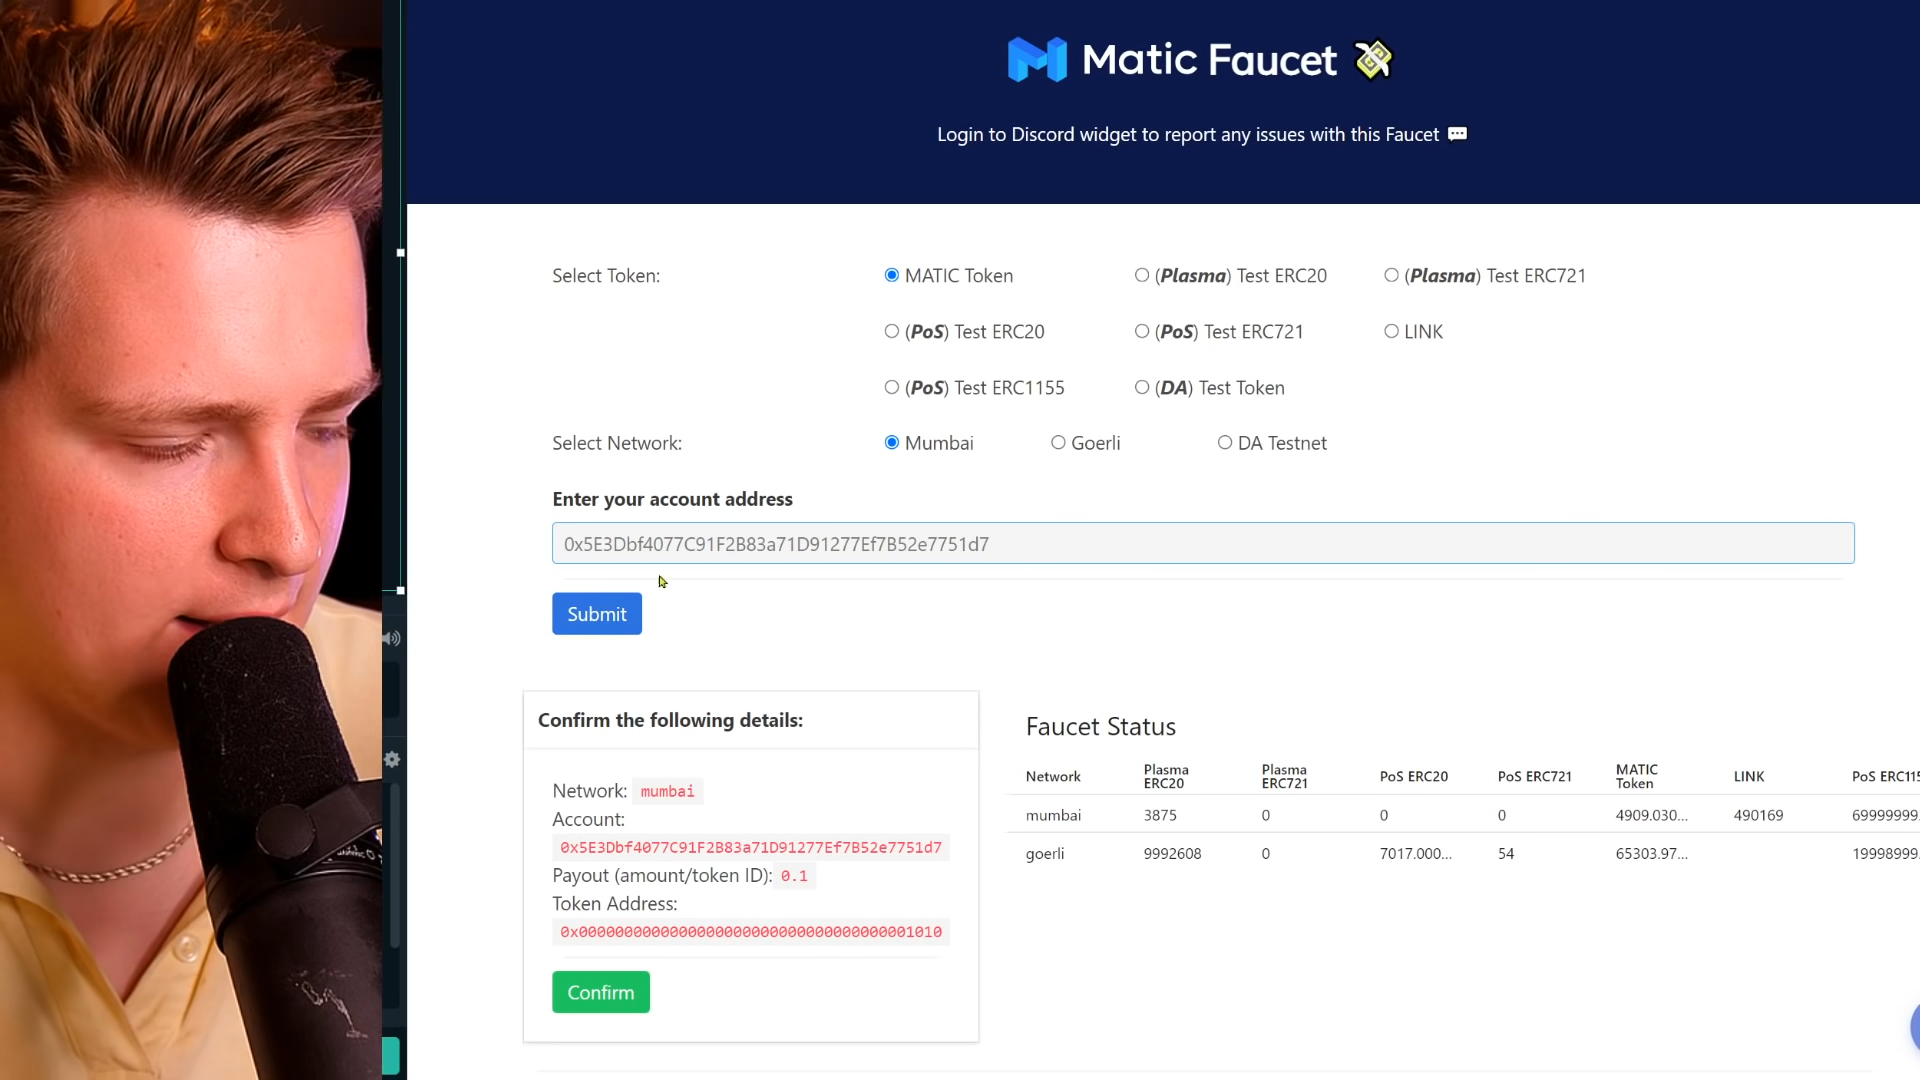 Matic Faucet
Login to Discord widget to report any issues with this Faucet
Select Token:
MATIC Token
(Plasma) Test ERC20
(Plasma) Test ERC721
(PoS) Test ERC20
(PoS) Test ERC721
LINK
(PoS) Test ERC1155
(DA) Test Token
Select Network:
Mumbai
Goerli
DA Testnet
Enter your account address
0x5E3Dbf4077C91F2B83a71D91277Ef7B52e7751d7
Submit
Confirm the following details:
Network: mumbai
Account:
0x5E3Dbf4077C91F2B83a71D91277Ef7B52e7751d7
Payout (amount/token ID): 0.1
Token Address:
0x0000000000000000000000000000000000001010
Confirm
Faucet Status
Network Plasma ERC20 Plasma ERC721 PoS ERC20 PoS ERC721 MATIC Token LINK PoS ERC115
mumbai 3875 0 0 0 4909.030... 490169 69999999
goerli 9992608 0 7017.000... 54 65303.97... 19998999